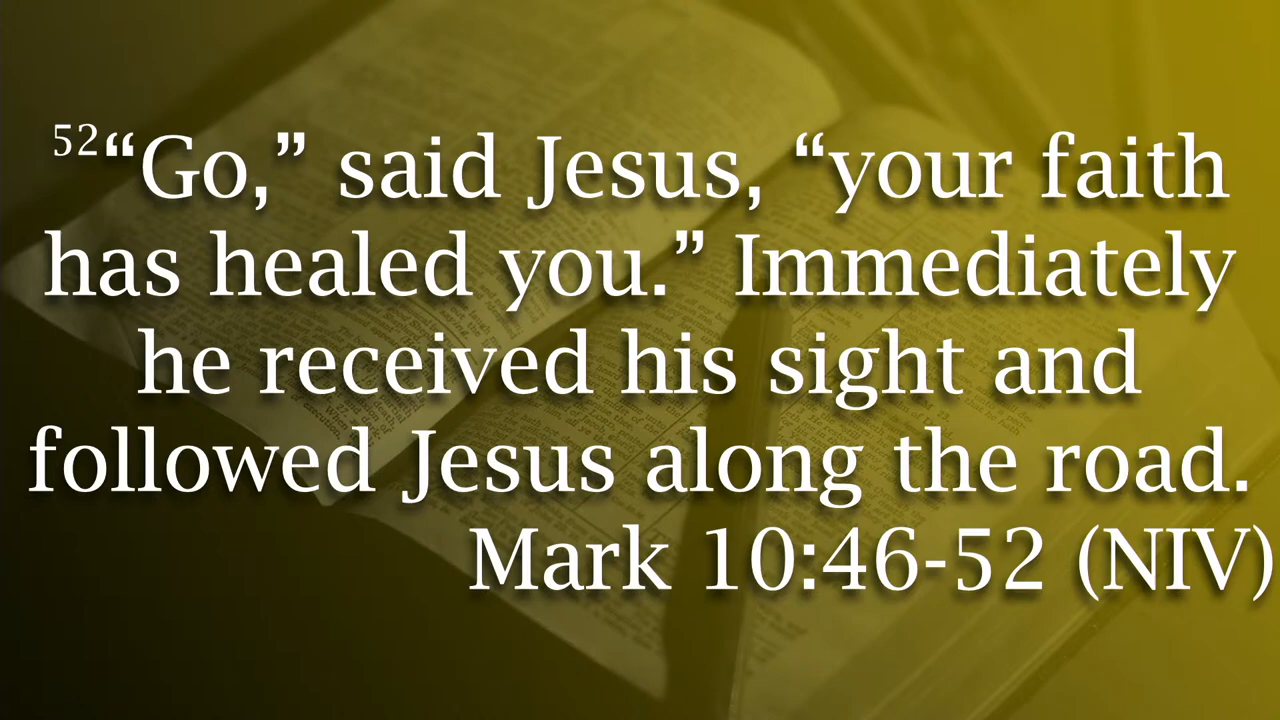 52“Go,” said Jesus, “your faith
has healed you.” Immediately
he received his sight and
followed Jesus along the road.
Mark 10:46-52 (NIV)